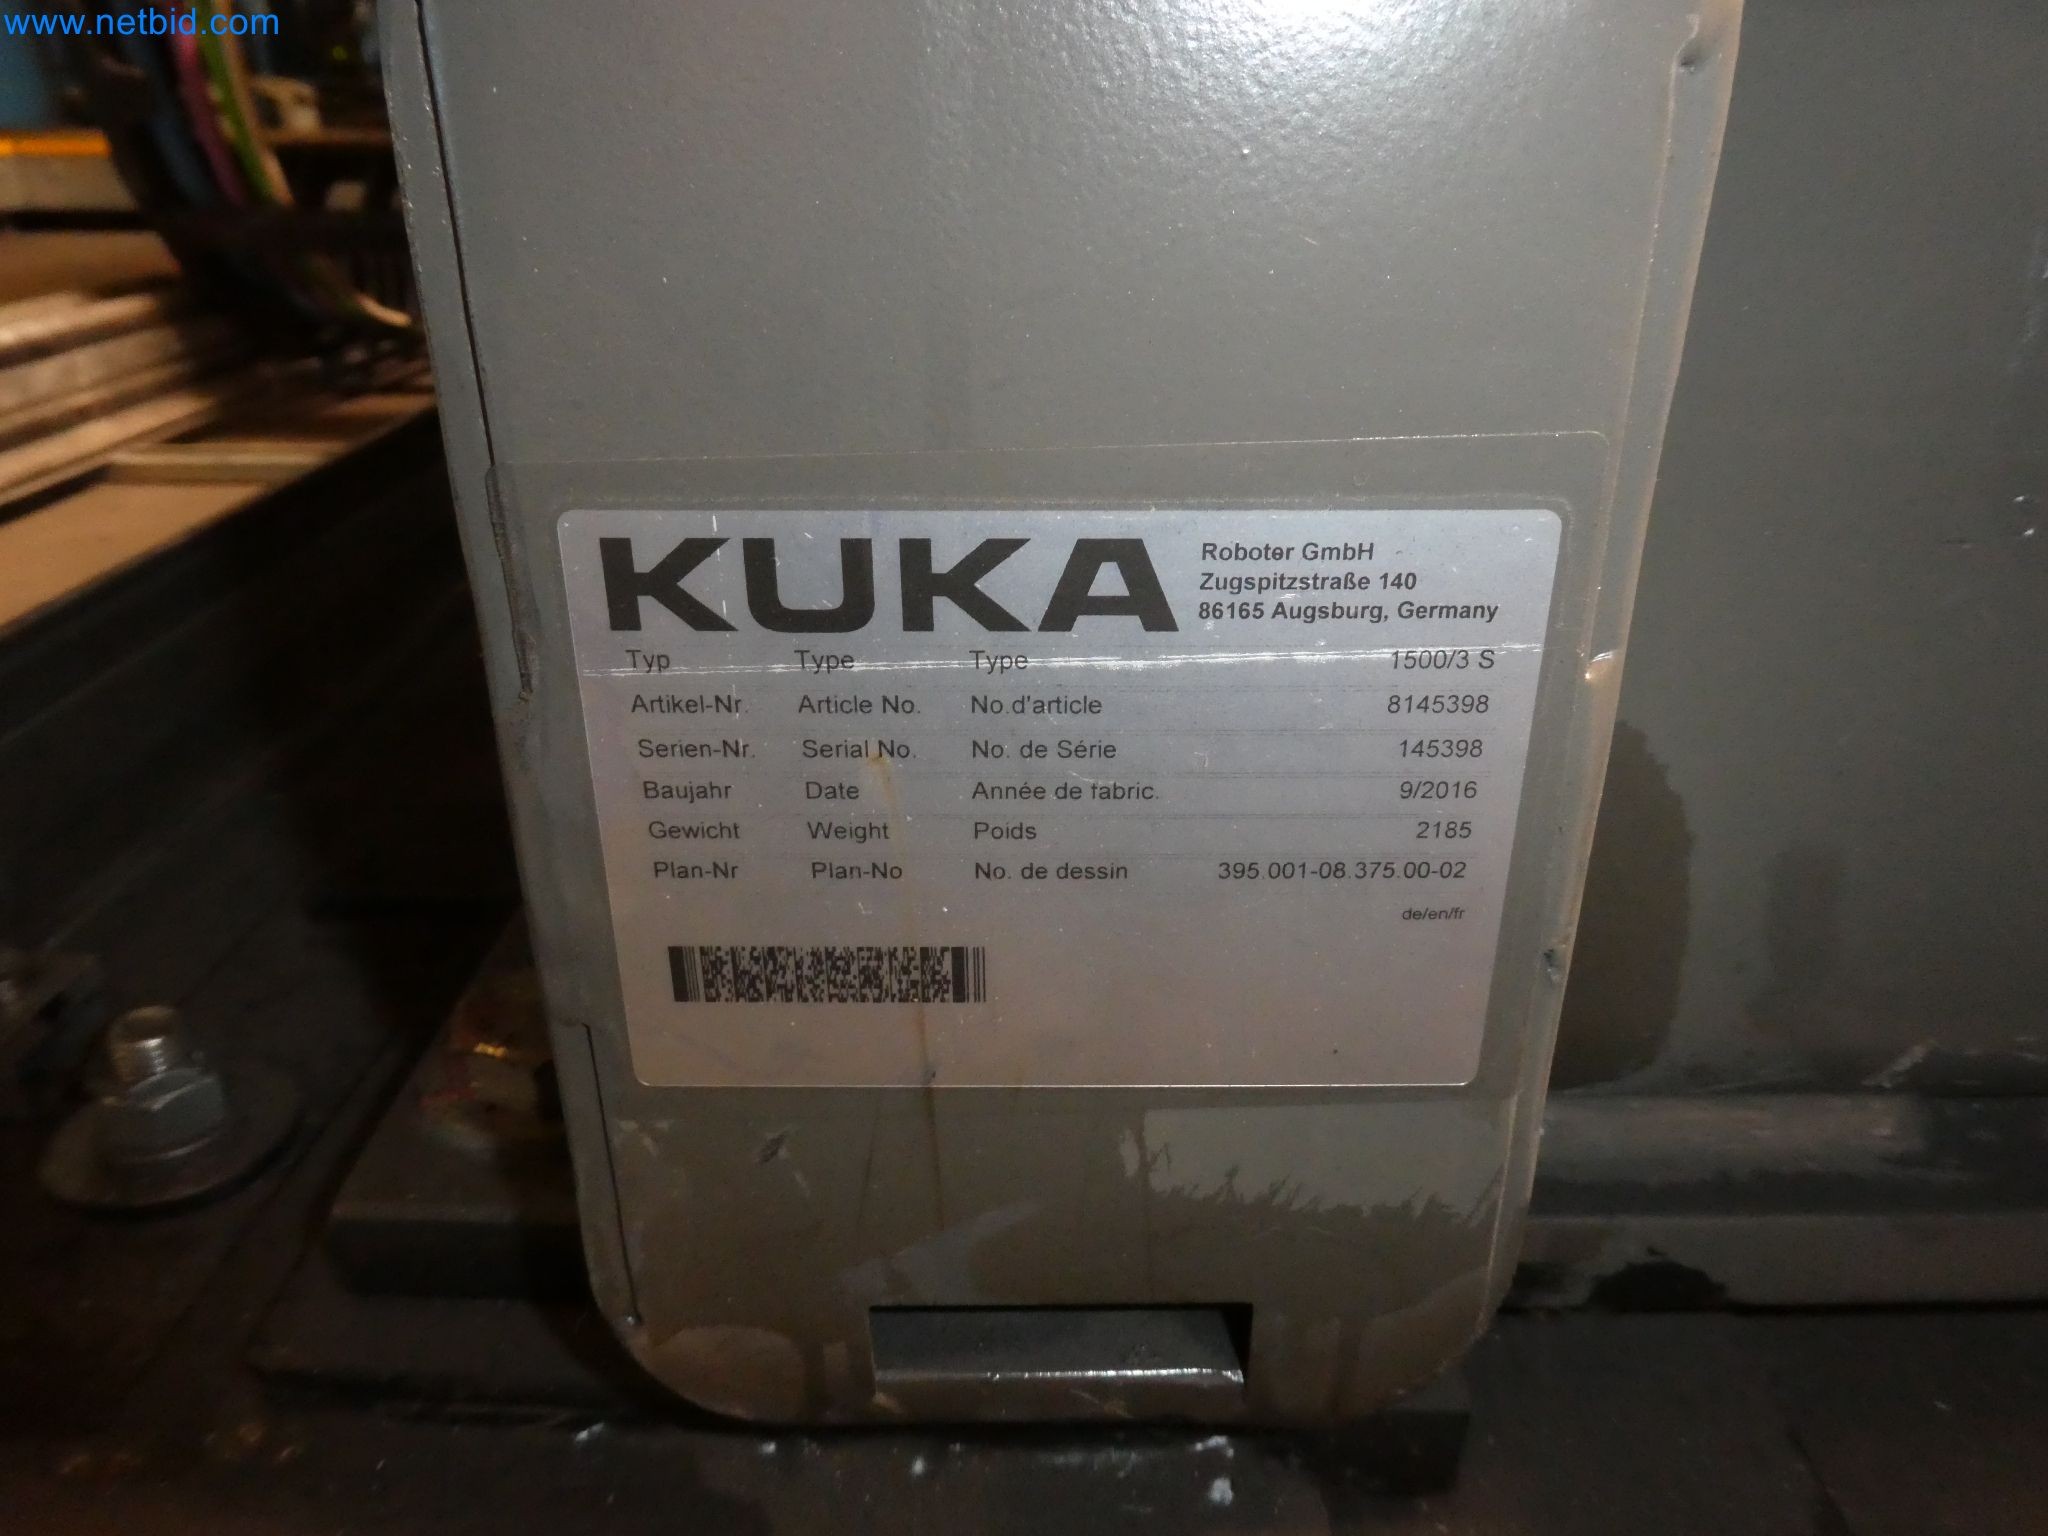 www.netbid.com
KUKA
Roboter GmbH
Zugspitzstraße 140
86165 Augsburg, Germany
Typ Type Type 1500/3 S
Artikel-Nr. Article No. No.d'article 8145398
Serien-Nr. Serial No. No. de Série 145398
Baujahr Date Année de fabric. 9/2016
Gewicht Weight Poids 2185
Plan-Nr Plan-No No. de dessin 395.001-08.375.00-02
de/en/fr